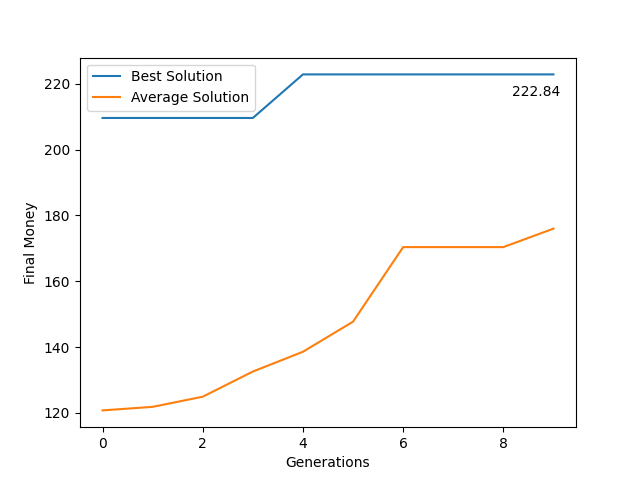 Best Solution
Average Solution
222.84
220
200
180
160
140
120
Final Money
0 2 4 6 8
Generations